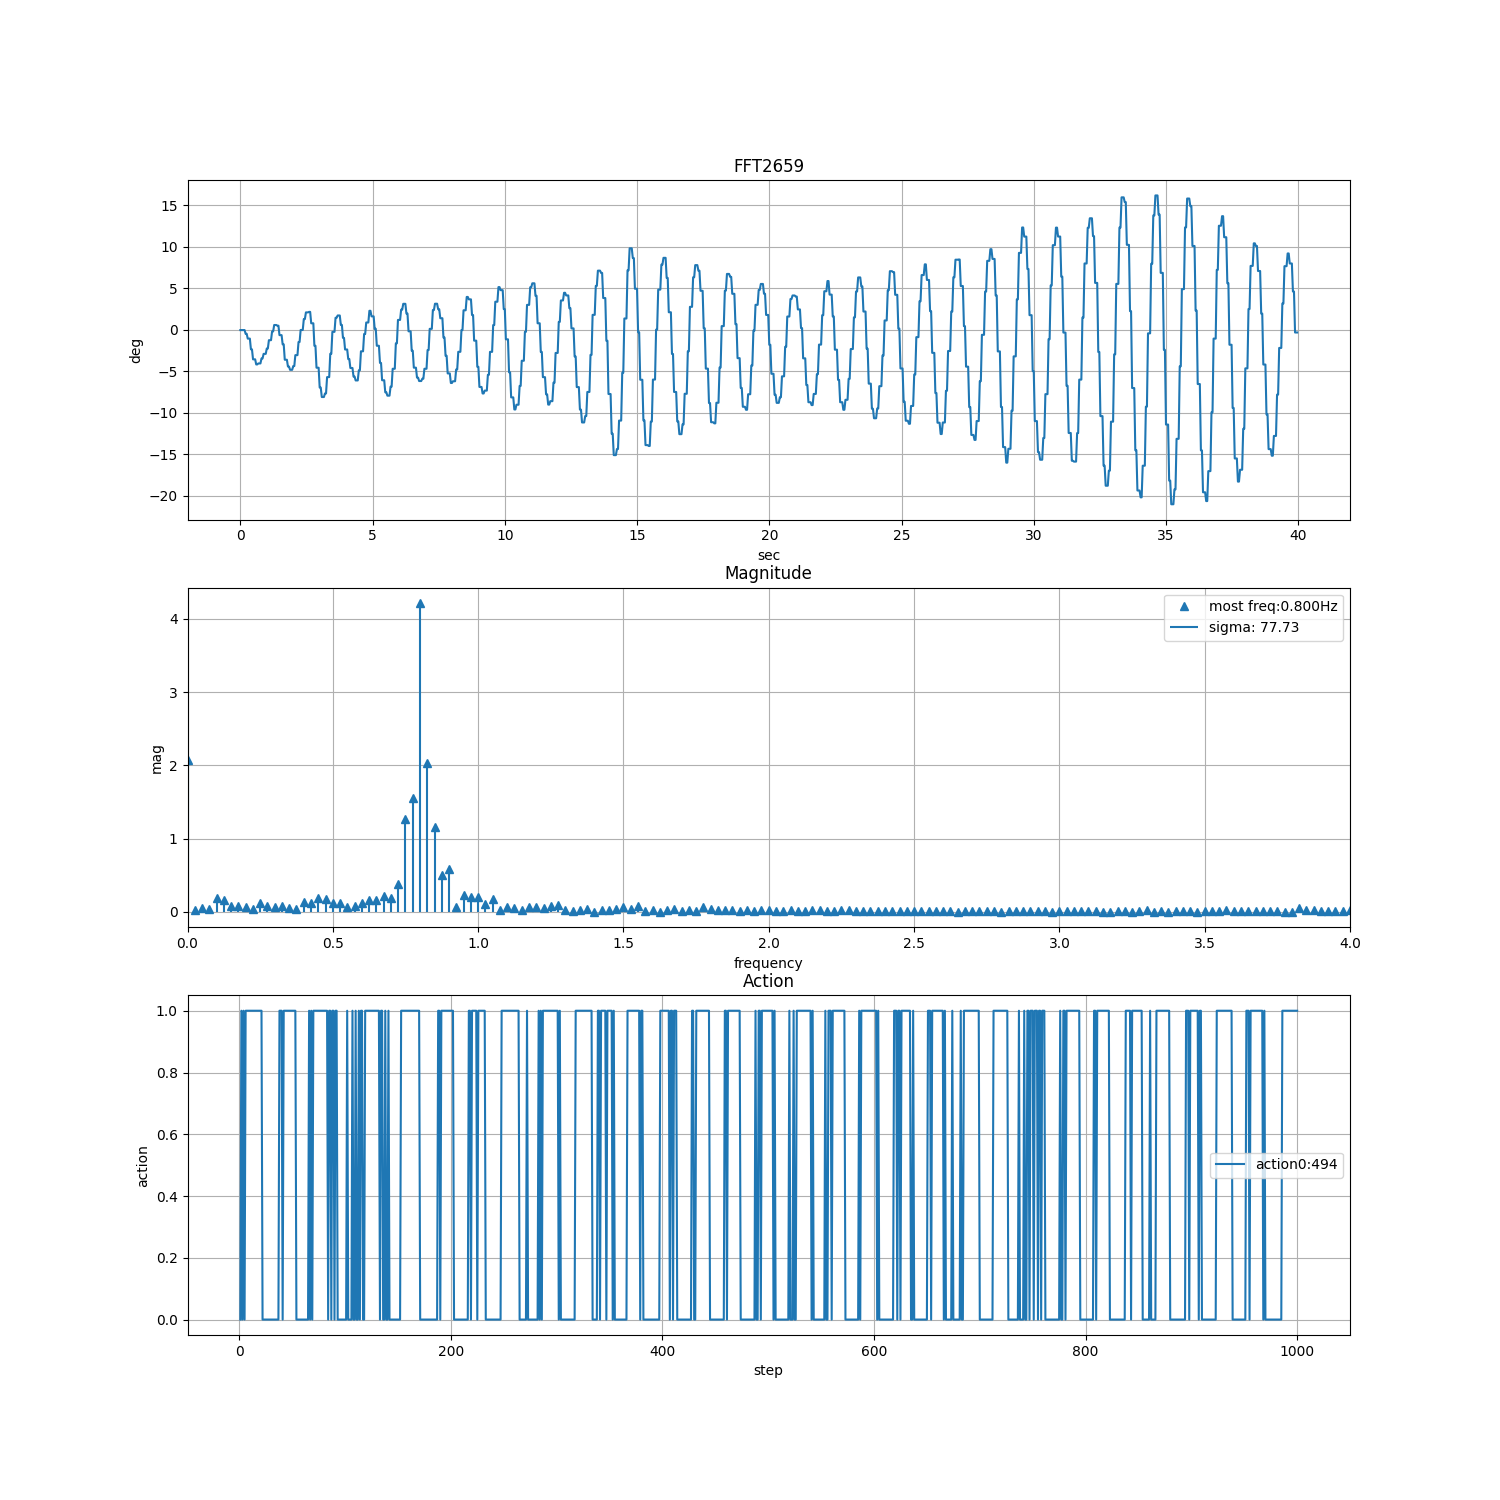 FFT2659
15
10
5
0
−5
−10
−15
−20
deg
0 5 10 15 20 25 30 35 40
sec
Magnitude
most freq:0.800Hz
sigma: 77.73
4
3
2
1
0
mag
0.0 0.5 1.0 1.5 2.0 2.5 3.0 3.5 4.0
frequency
Action
1.0
0.8
0.6
0.4
0.2
0.0
action
action0:494
0 200 400 600 800 1000
step